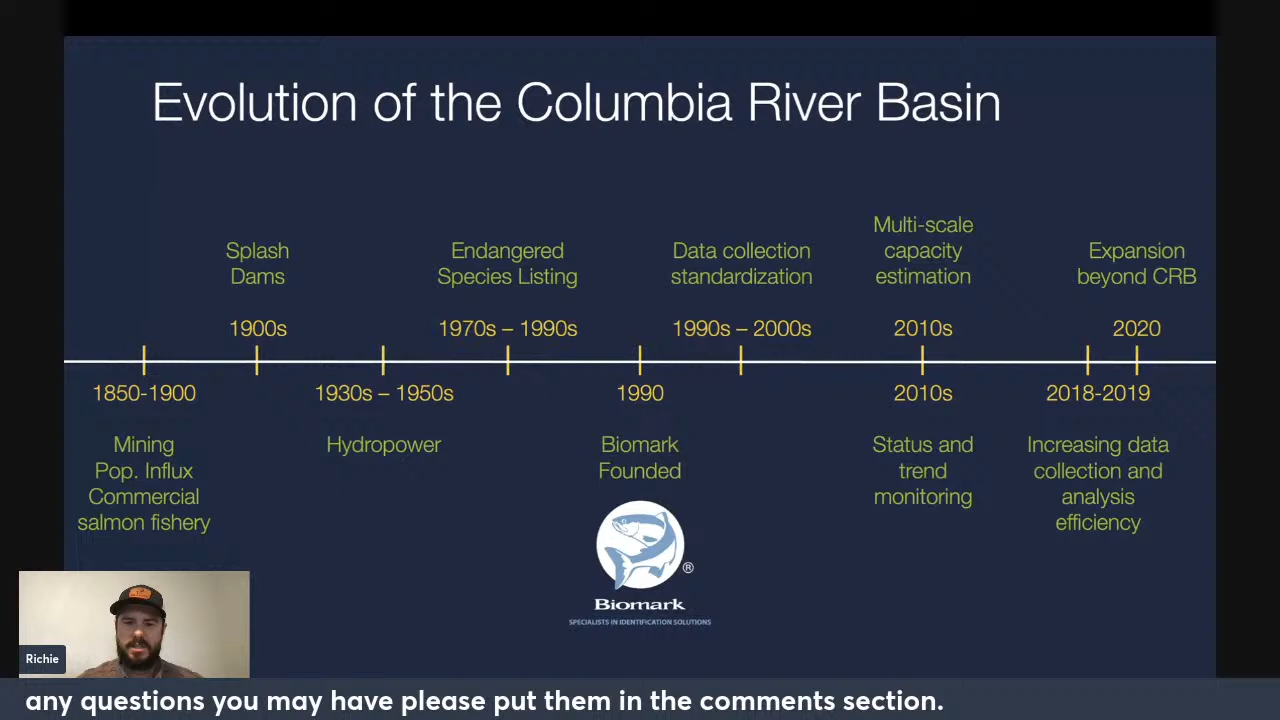 Evolution of the Columbia River Basin
Splash
Dams
1900s
Endangered
Species Listing
1970s – 1990s
Data collection
standardization
1990s – 2000s
Multi-scale
capacity
estimation
2010s
Expansion
beyond CRB
2020
1850-1900
Mining
Pop. Influx
Commercial
salmon fishery
1930s – 1950s
Hydropower
1990
Biomark
Founded
®
Biomark
SPECIALISTS IN IDENTIFICATION SOLUTIONS
2010s
Status and
trend
monitoring
2018-2019
Increasing data
collection and
analysis
efficiency
Richie
any questions you may have please put them in the comments section.